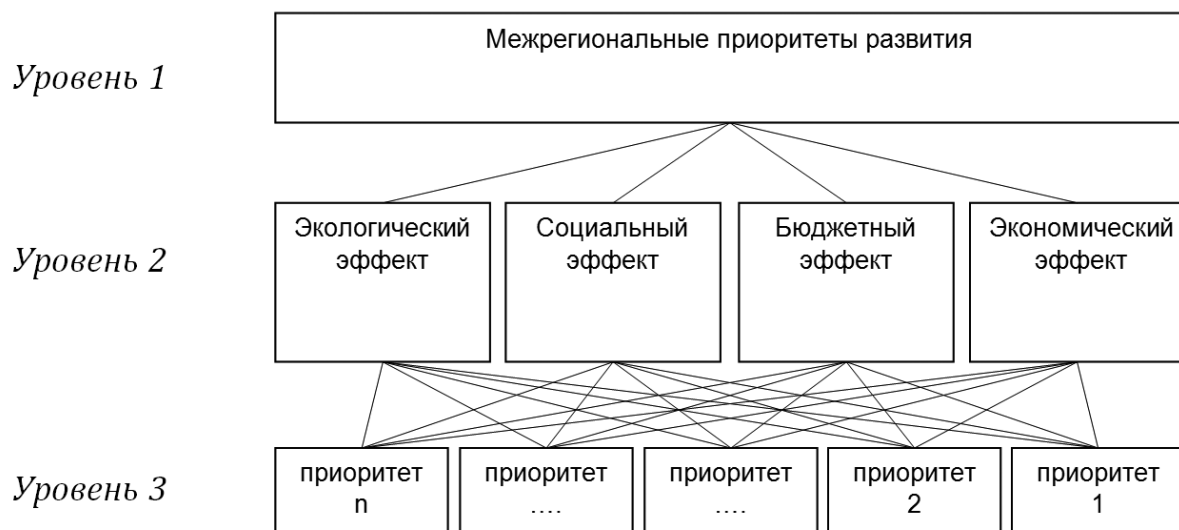 Уровень 1
Межрегиональные приоритеты развития
Уровень 2
Экологический
эффект
Социальный
эффект
Бюджетный
эффект
Экономический
эффект
Уровень 3
приоритет
n
приоритет
....
приоритет
....
приоритет
2
приоритет
1